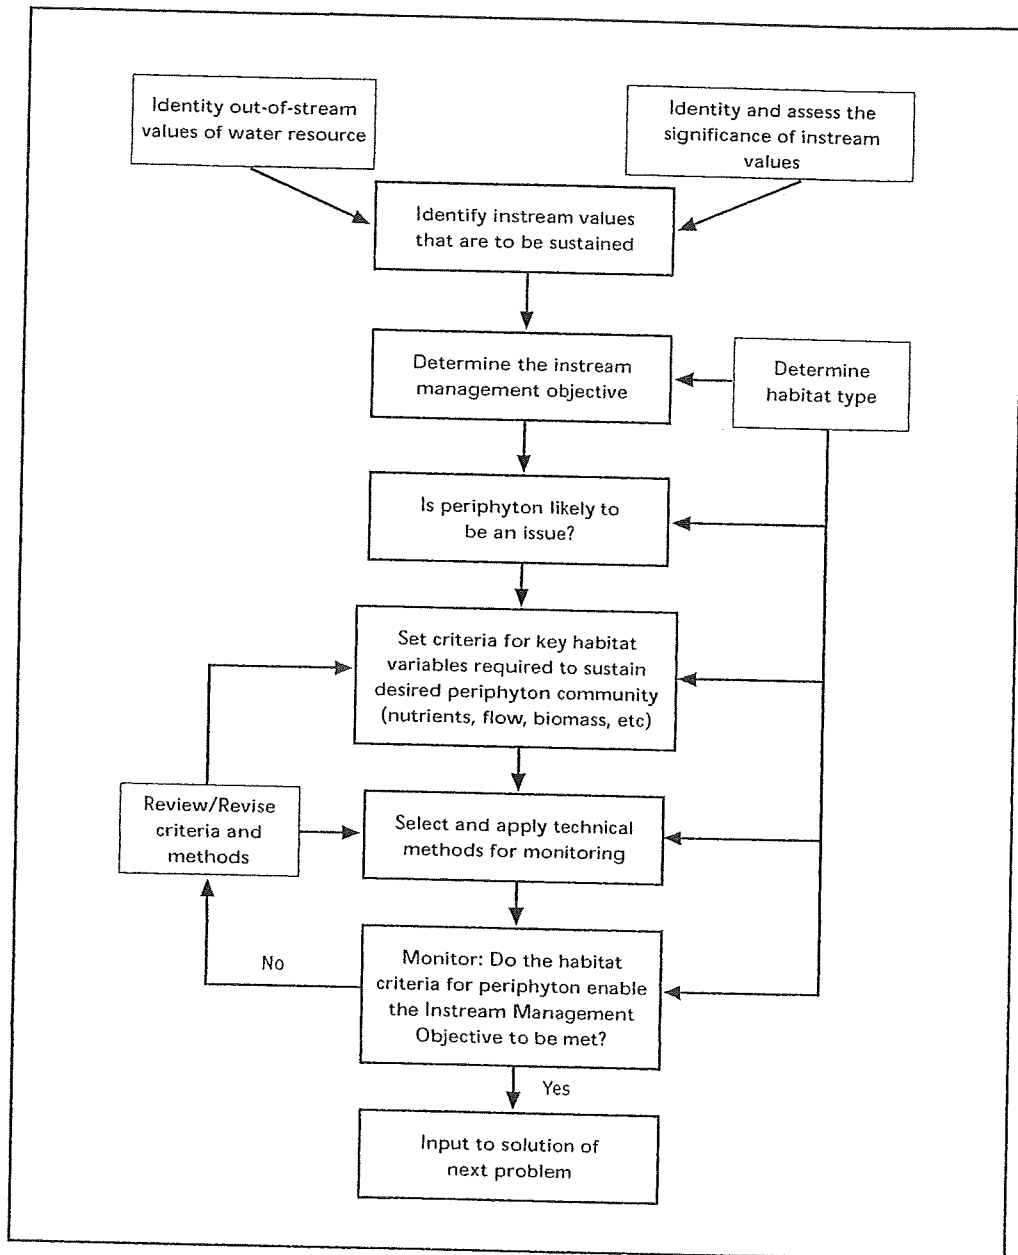 Identity out-of-stream
values of water resource
Identity and assess the
significance of instream
values
Identify instream values
that are to be sustained
Determine the instream
management objective
Determine
habitat type
Is periphyton likely to
be an issue?
Set criteria for key habitat
variables required to sustain
desired periphyton community
(nutrients, flow, biomass, etc)
Review/Revise
criteria and
methods
Select and apply technical
methods for monitoring
No
Monitor: Do the habitat
criteria for periphyton enable
the Instream Management
Objective to be met?
Yes
Input to solution of
next problem